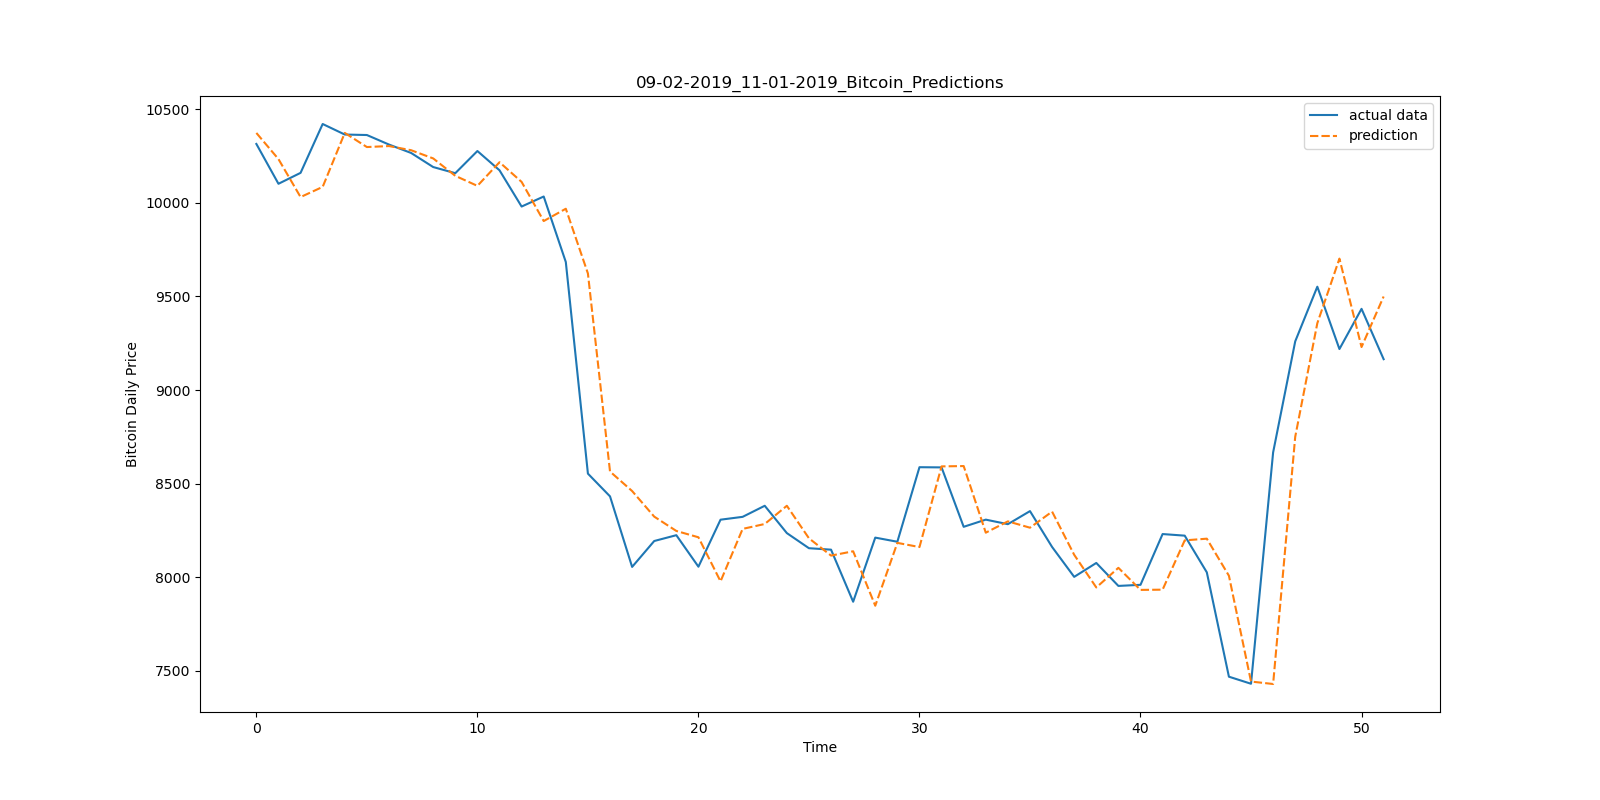 09-02-2019_11-01-2019_Bitcoin_Predictions
10500
10000
9500
9000
8500
8000
7500
Bitcoin Daily Price
actual data
prediction
0 10 20 30 40 50
Time